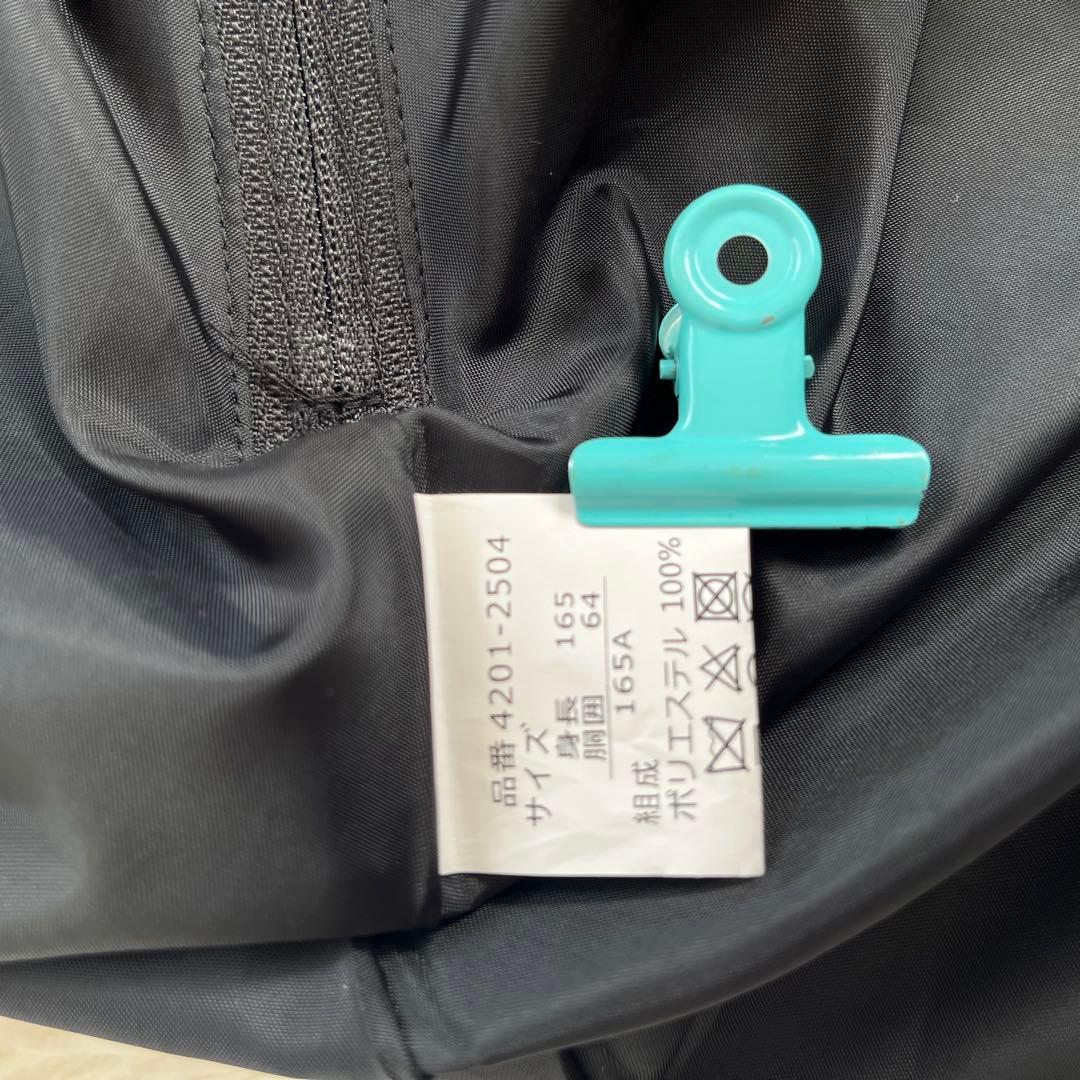 品番 4201-2504
サイズ
身長 165
胴囲 64
165A
組成
ポリエステル 100%